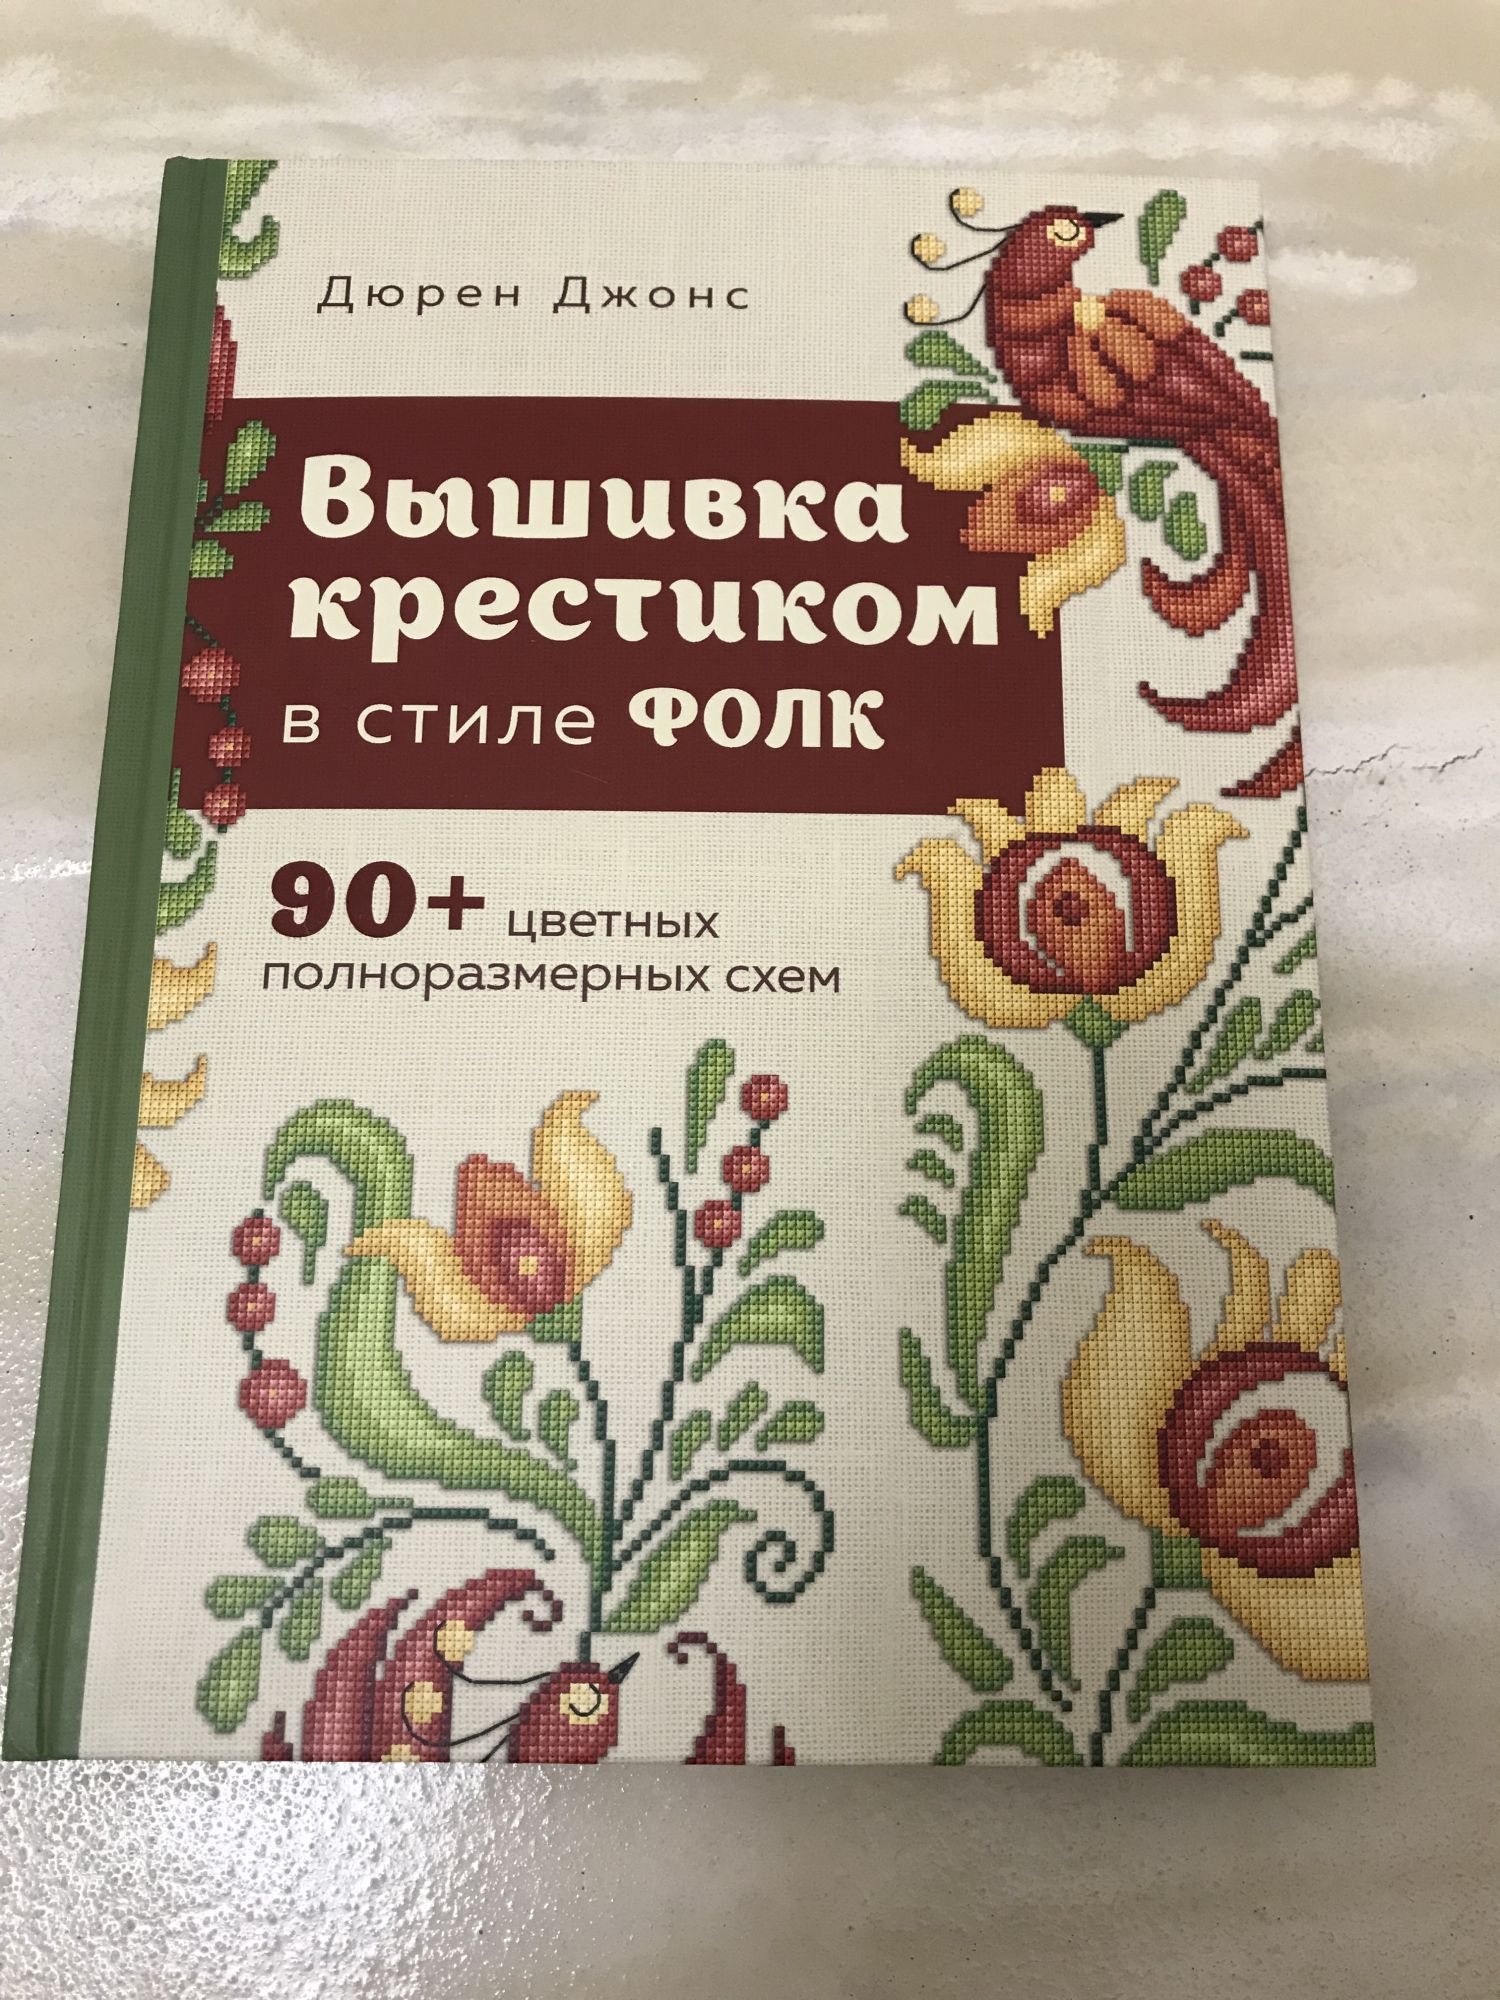 Дюрен Джонс
Вышивка
крестиком
в стиле ФОЛК
90+ цветных
полноразмерных схем